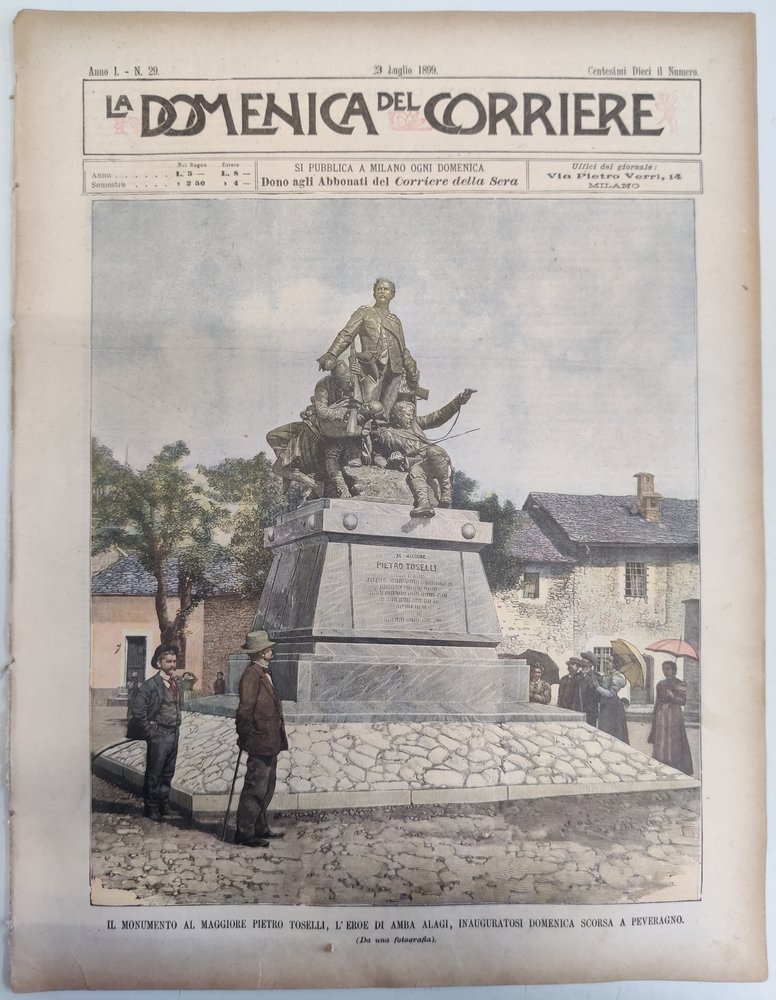 Anno I. - N. 29.
23 Luglio 1899.
Centesimi Dieci il Numero.
LA DOMENICA DEL CORRIERE
Nel Regno Estero
Anno . . . . . . L. 5 — L. 8 —
Semestre . . . . . » 2 50 » 4 —
SI PUBBLICA A MILANO OGNI DOMENICA
Dono agli Abbonati del Corriere della Sera
Uffici del giornale:
Via Pietro Verri, 14
MILANO
AL MAGGIORE
PIETRO TOSELLI
IL MONUMENTO AL MAGGIORE PIETRO TOSELLI, L'EROE DI AMBA ALAGI, INAUGURATOSI DOMENICA SCORSA A PEVERAGNO.
(Da una fotografia).